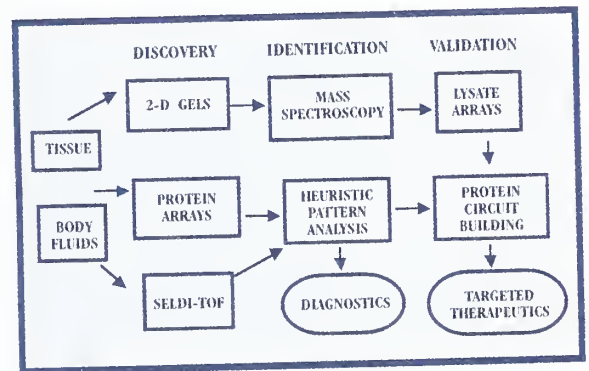 DISCOVERY IDENTIFICATION VALIDATION
2-D GELS
MASS
SPECTROSCOPY
LYSATE
ARRAYS
TISSUE
BODY
FLUIDS
PROTEIN
ARRAYS
HEURISTIC
PATTERN
ANALYSIS
PROTEIN
CIRCUIT
BUILDING
SELDI-TOF
DIAGNOSTICS
TARGETED
THERAPEUTICS